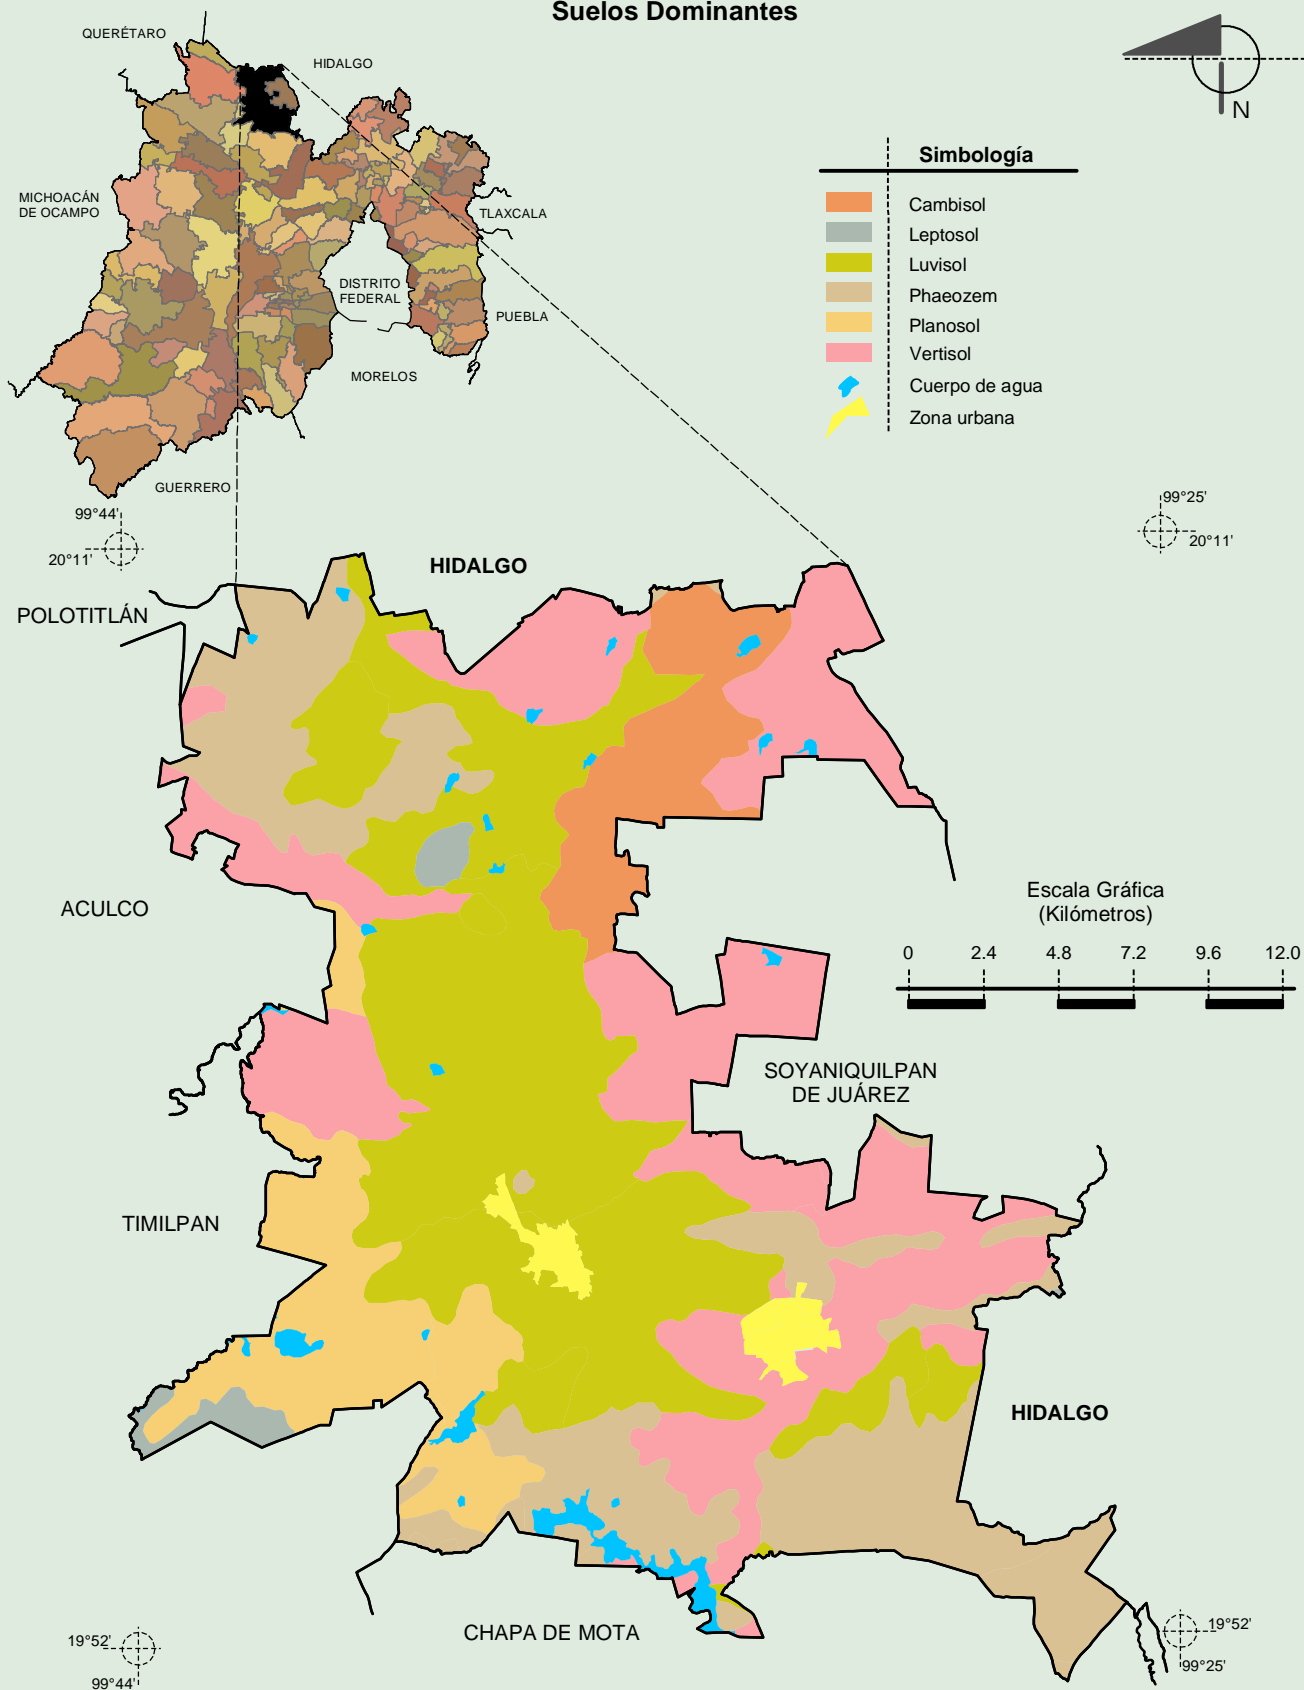 Suelos Dominantes
QUERÉTARO
HIDALGO
N
MICHOACÁN
DE OCAMPO
TLAXCALA
DISTRITO
FEDERAL
PUEBLA
MORELOS
GUERRERO
Simbología
Cambisol
Leptosol
Luvisol
Phaeozem
Planosol
Vertisol
Cuerpo de agua
Zona urbana
99°44'
20°11'
99°25'
20°11'
HIDALGO
POLOTITLÁN
ACULCO
Escala Gráfica
(Kilómetros)
0 2.4 4.8 7.2 9.6 12.0
SOYANIQUILPAN
DE JUÁREZ
TIMILPAN
HIDALGO
CHAPA DE MOTA
19°52'
99°44'
19°52'
99°25'